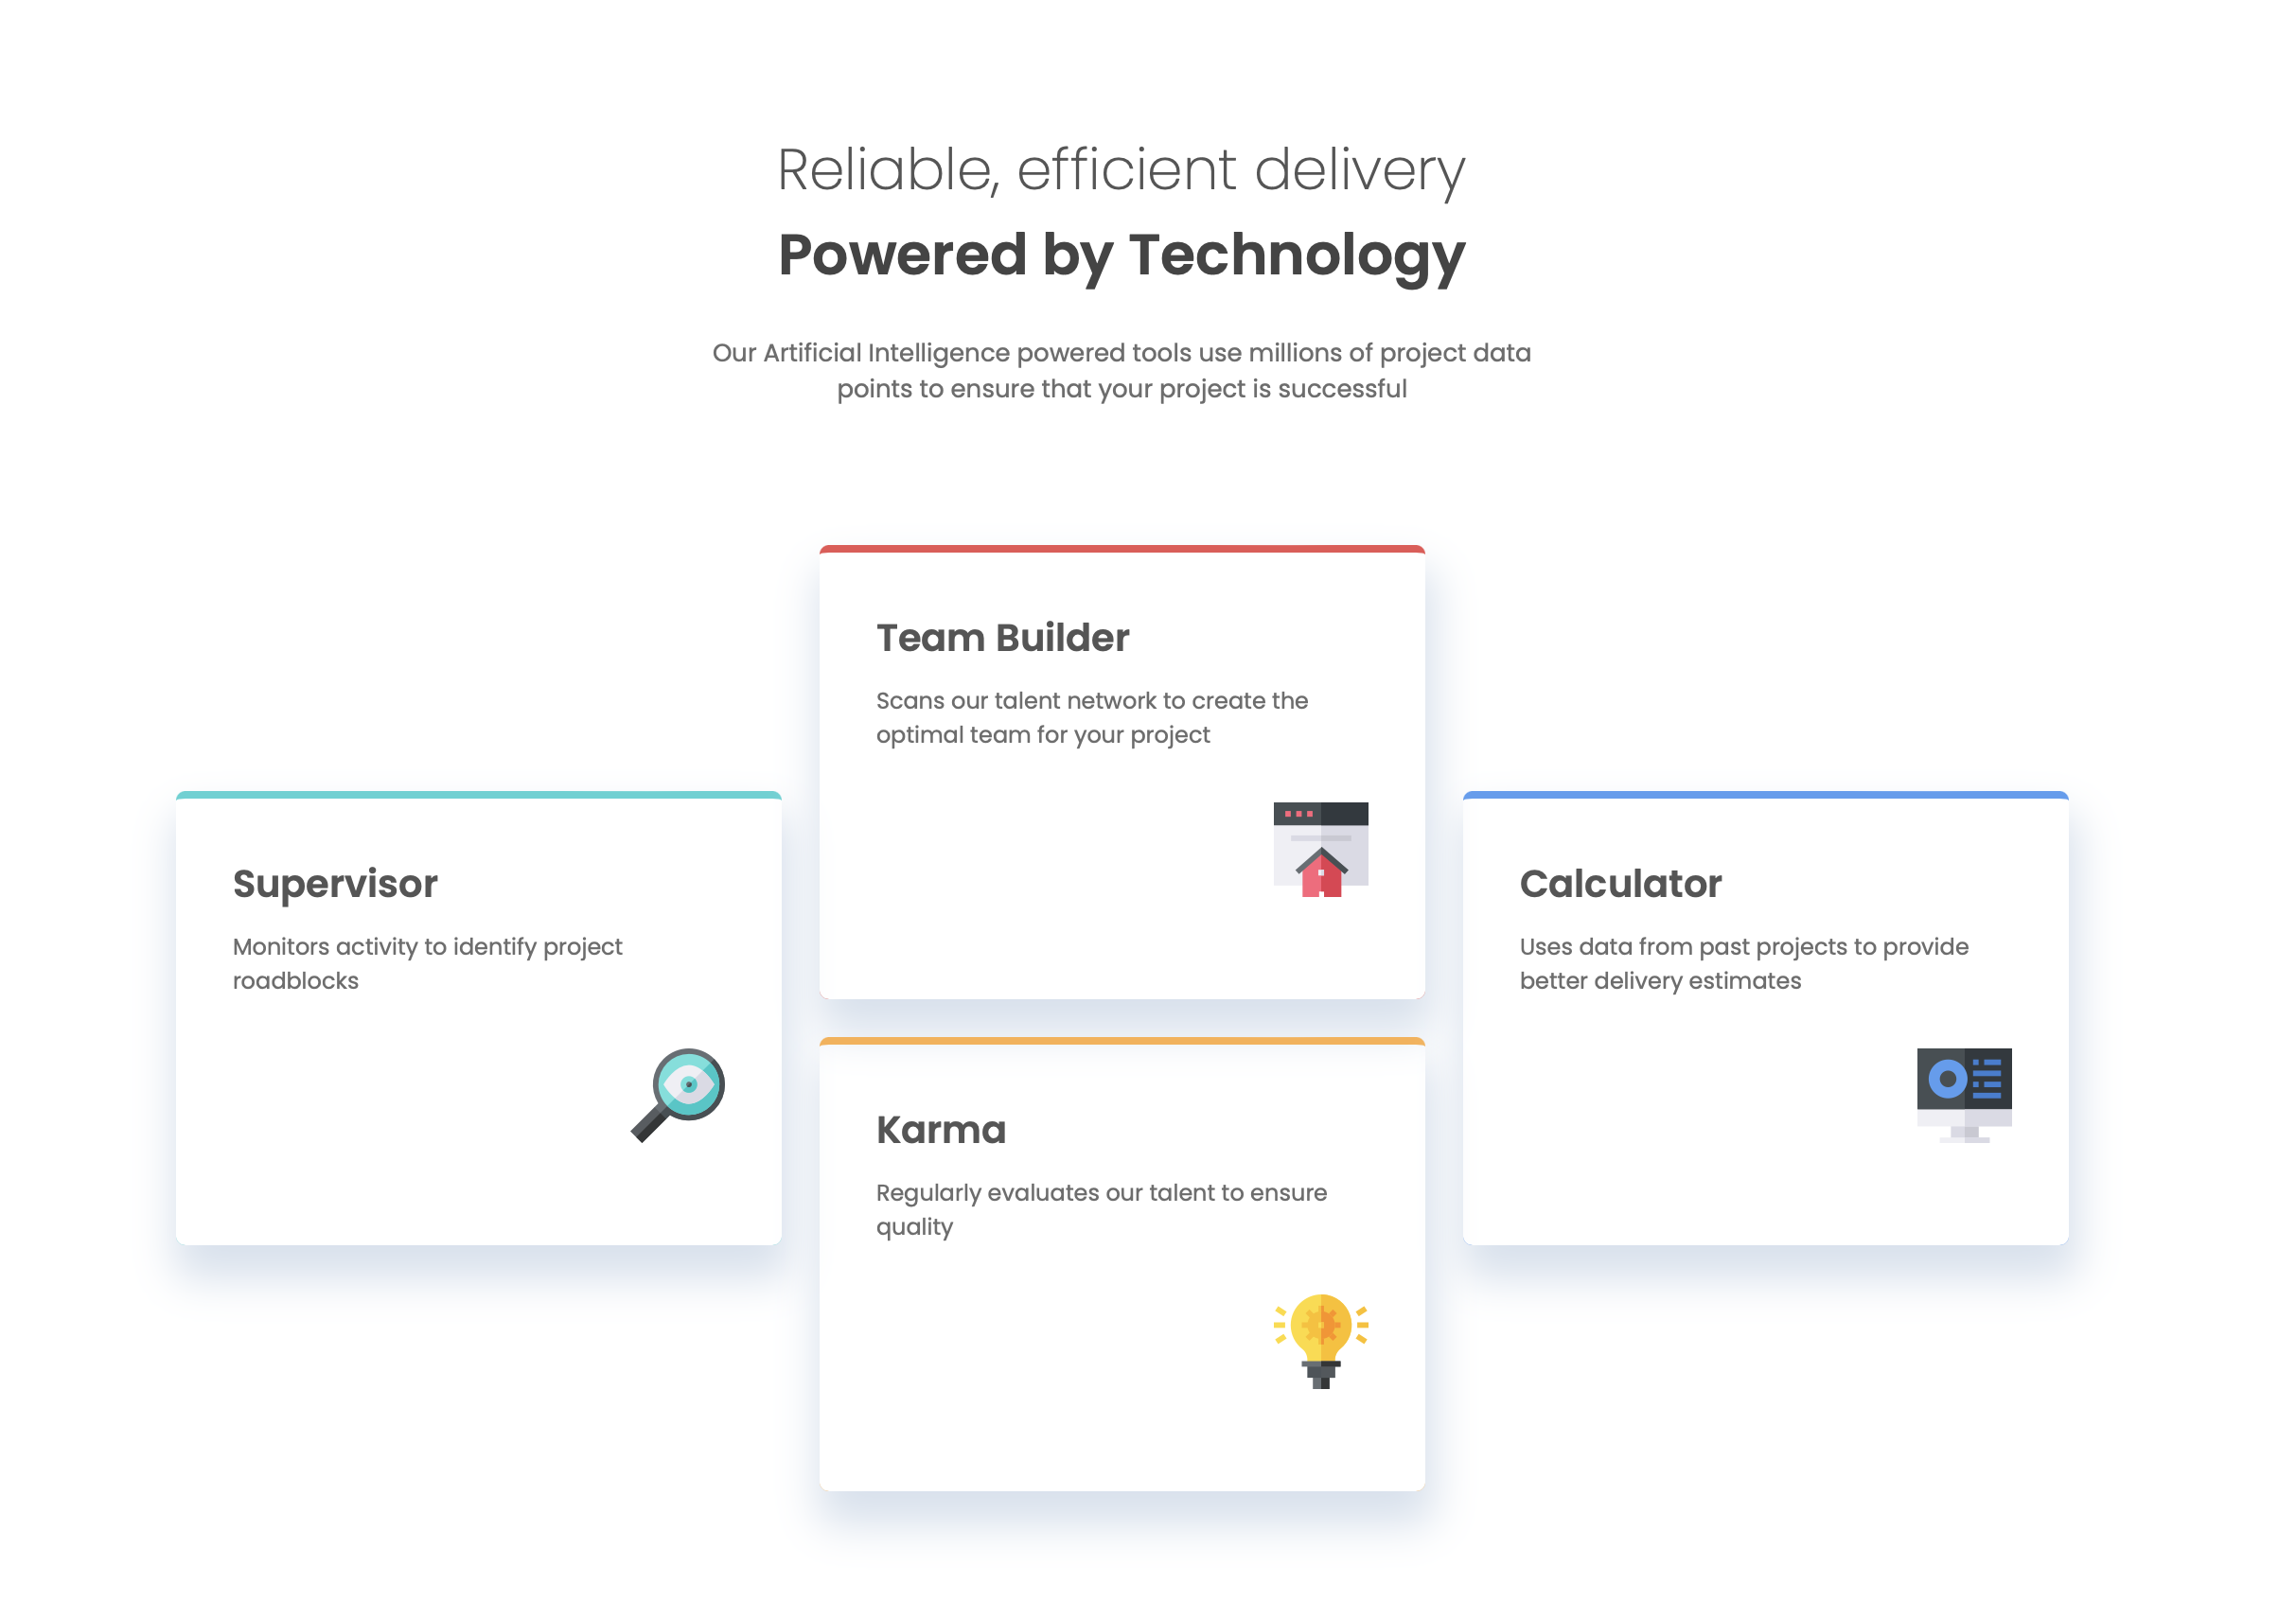 Reliable, efficient delivery
Powered by Technology
Our Artificial Intelligence powered tools use millions of project data
points to ensure that your project is successful
Team Builder
Scans our talent network to create the
optimal team for your project
Supervisor
Monitors activity to identify project
roadblocks
Calculator
Uses data from past projects to provide
better delivery estimates
Karma
Regularly evaluates our talent to ensure
quality